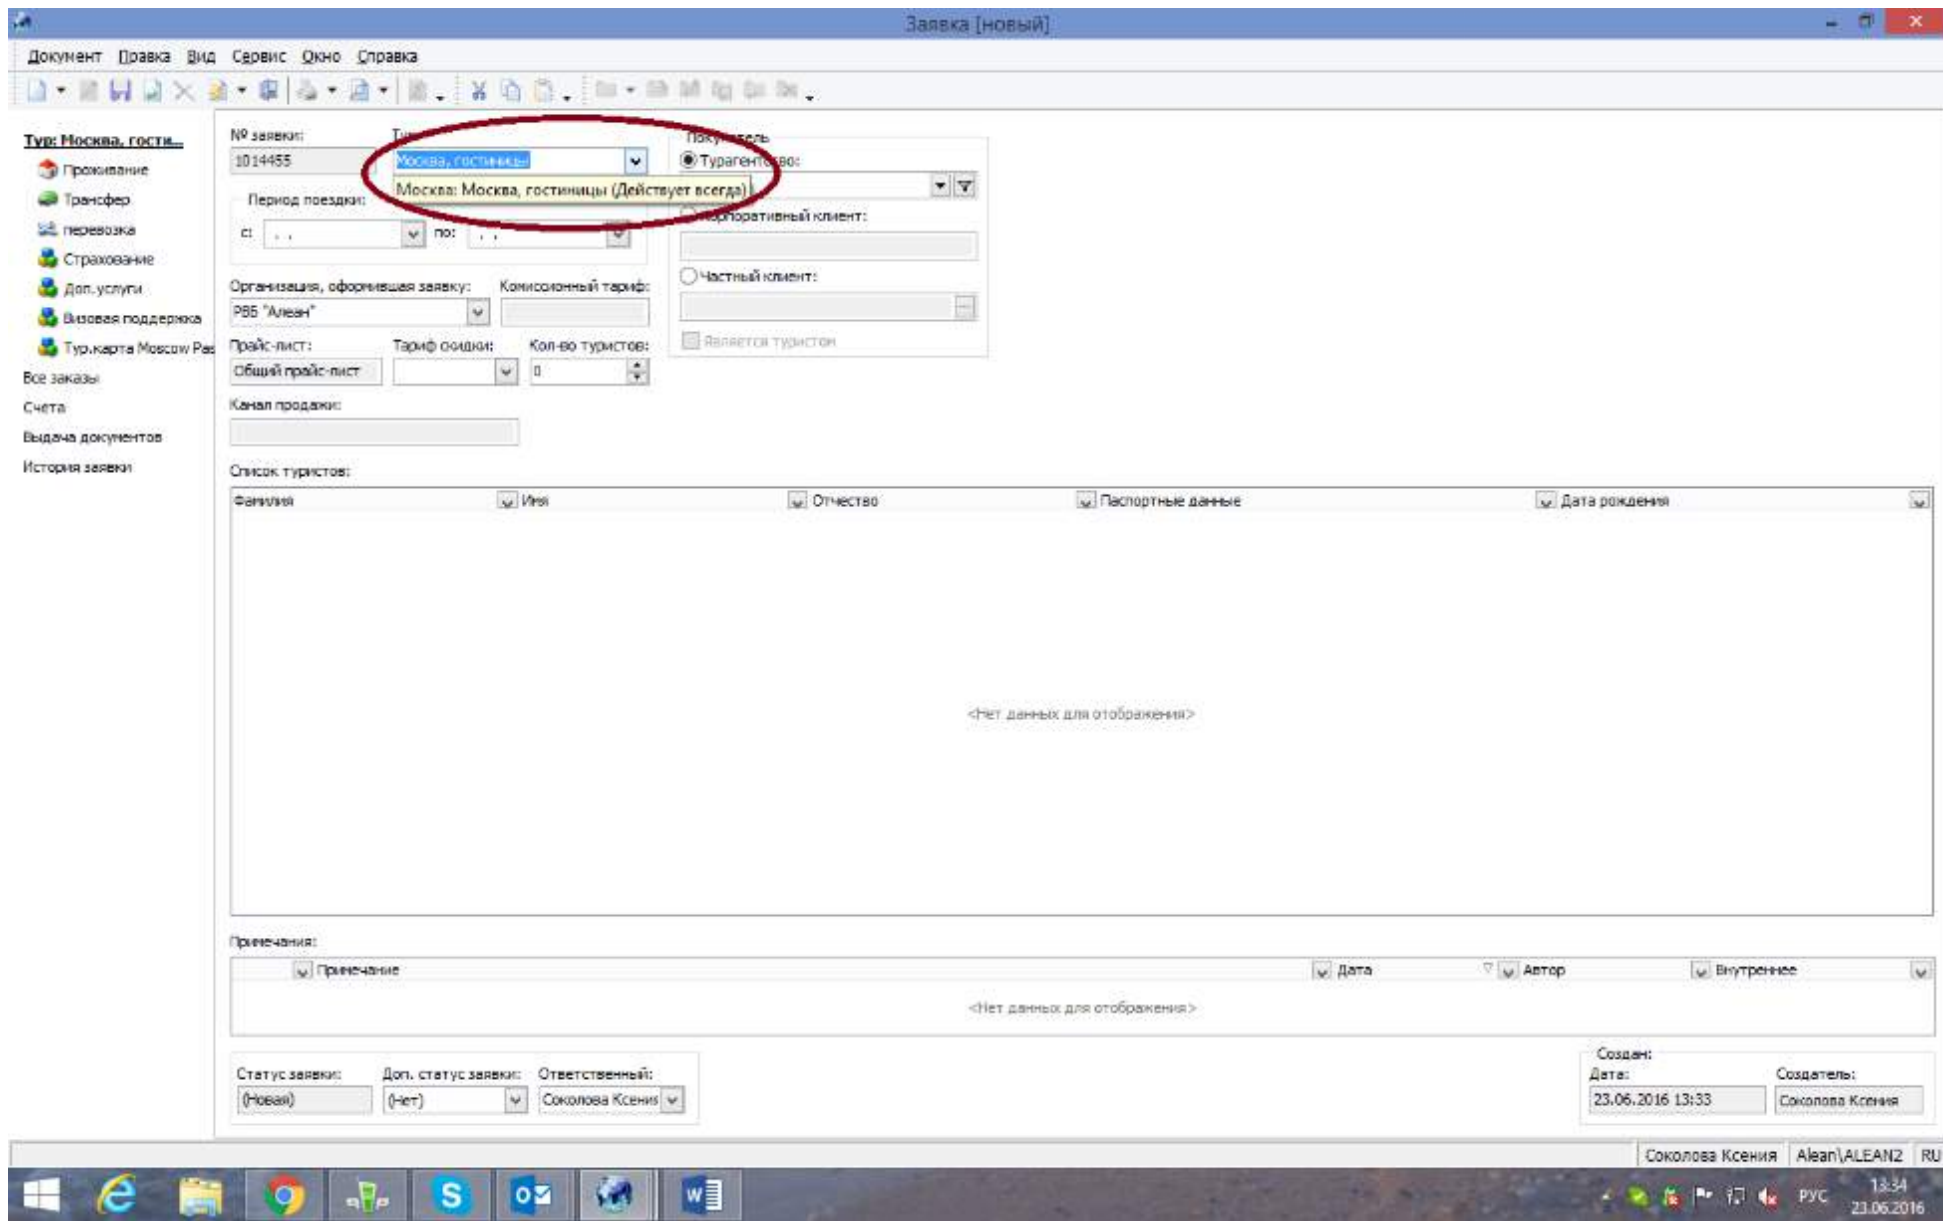 Заявка [новый]
Документ Правка Вид Сервис Окно Справка
Тур: Москва, гости...
Проживание
Трансфер
перевозка
Страхование
Доп.услуги
Визовая поддержка
Тур.карта Moscow Pas
Все заказы
Счета
Выдача документов
История заявки
№ заявки:
1014455
Москва, гостиницы
Москва: Москва, гостиницы (Действует всегда)
Период поездки:
с: . . по: . .
Покупатель
Турагентство:
Корпоративный клиент:
Частный клиент:
Является туристом
Организация, оформившая заявку: Комиссионный тариф:
РВБ "Алеан"
Прайс-лист: Тариф скидки: Кол-во туристов:
Общий прайс-лист 0
Канал продажи:
Список туристов:
Фамилия Имя Отчество Паспортные данные Дата рождения
<Нет данных для отображения>
Примечания:
Примечание Дата Автор Внутреннее
<Нет данных для отображения>
Статус заявки: Доп. статус заявки: Ответственный:
(Новая) (Нет) Соколова Ксения
Создан:
Дата: Создатель:
23.06.2016 13:33 Соколова Ксения
Соколова Ксения Alean\ALEAN2 RU
РУС 13:34
23.06.2016